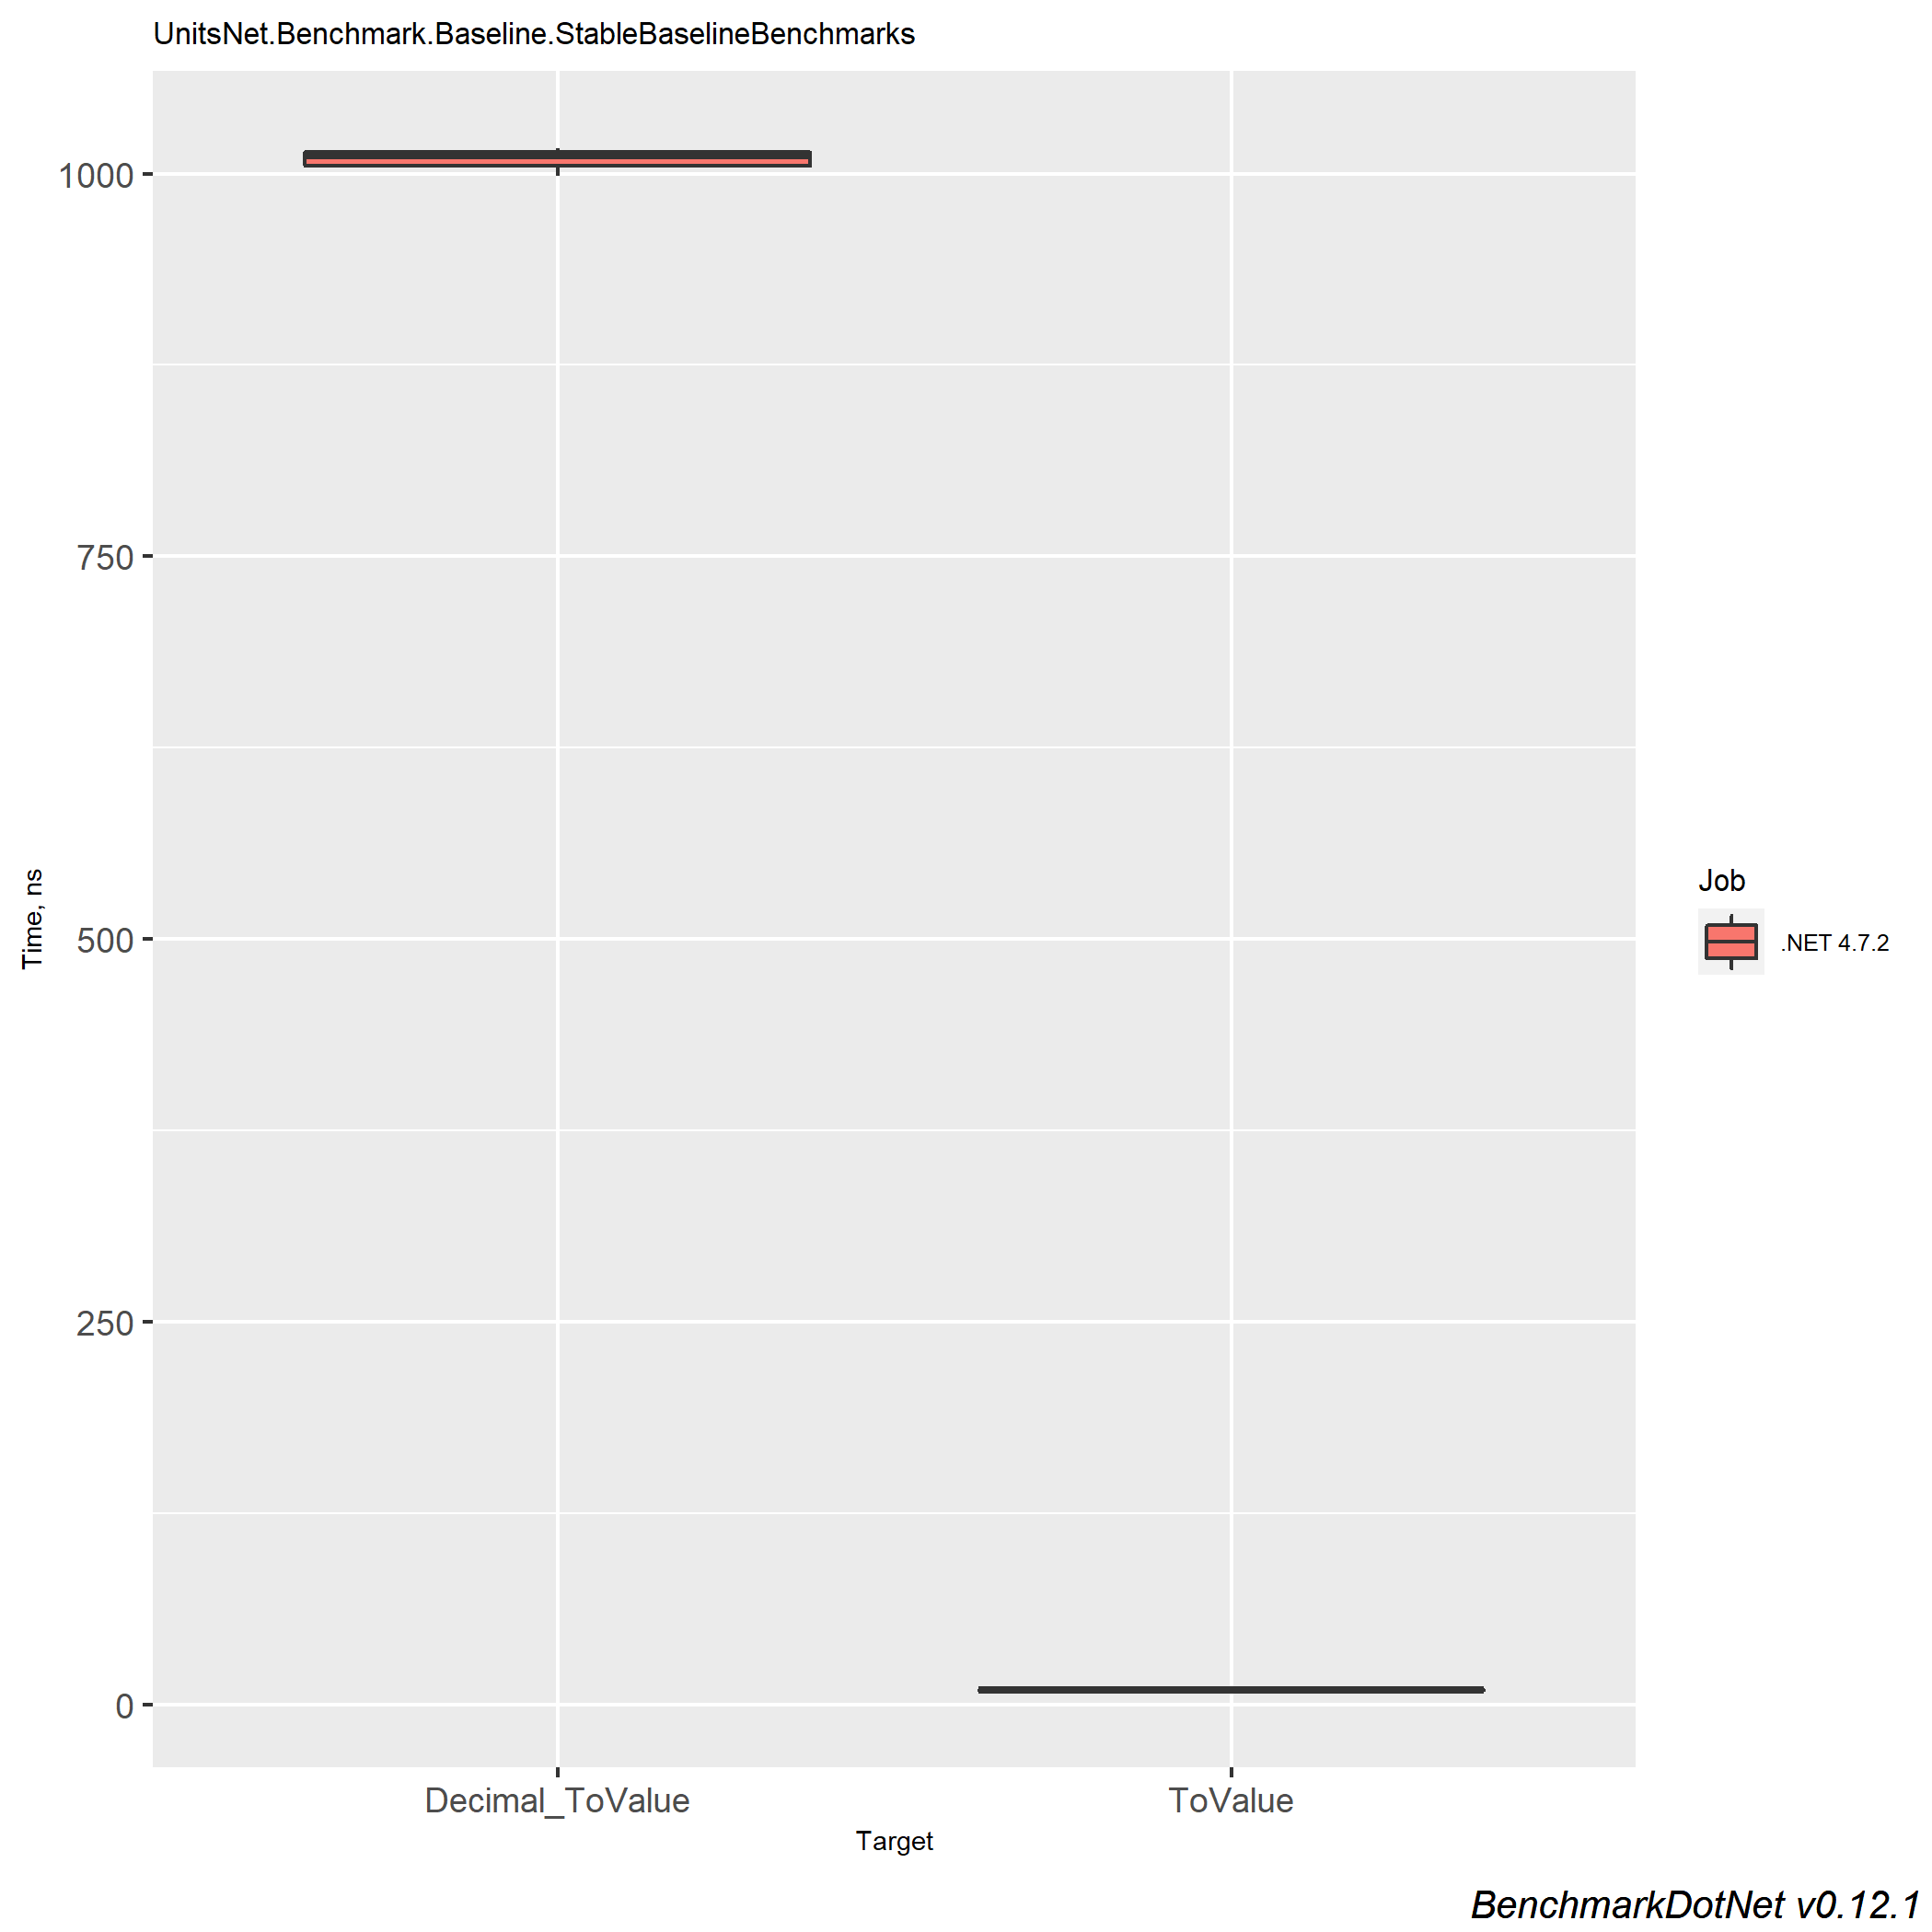 UnitsNet.Benchmark.Baseline.StableBaselineBenchmarks
1000
750
500
250
0
Time, ns
Decimal_ToValue
ToValue
Target
Job
.NET 4.7.2
BenchmarkDotNet v0.12.1